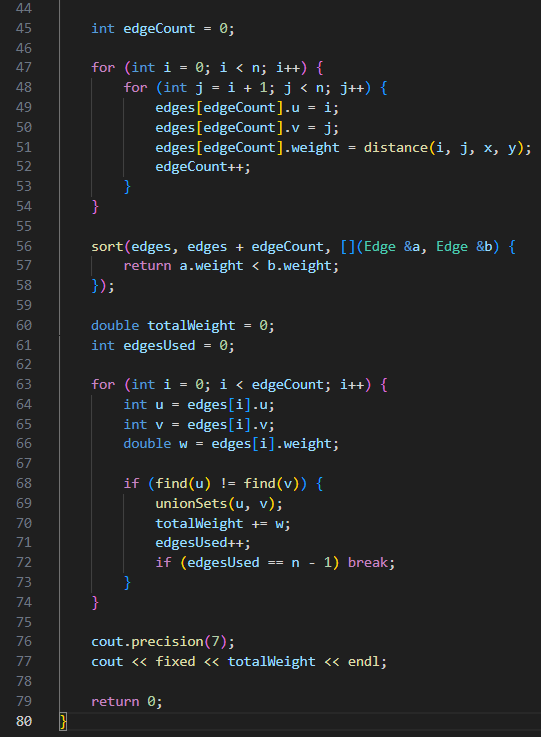 44
45     int edgeCount = 0;
46
47     for (int i = 0; i < n; i++) {
48         for (int j = i + 1; j < n; j++) {
49             edges[edgeCount].u = i;
50             edges[edgeCount].v = j;
51             edges[edgeCount].weight = distance(i, j, x, y);
52             edgeCount++;
53         }
54     }
55
56     sort(edges, edges + edgeCount, [](Edge &a, Edge &b) {
57         return a.weight < b.weight;
58     });
59
60     double totalWeight = 0;
61     int edgesUsed = 0;
62
63     for (int i = 0; i < edgeCount; i++) {
64         int u = edges[i].u;
65         int v = edges[i].v;
66         double w = edges[i].weight;
67
68         if (find(u) != find(v)) {
69             unionSets(u, v);
70             totalWeight += w;
71             edgesUsed++;
72             if (edgesUsed == n - 1) break;
73         }
74     }
75
76     cout.precision(7);
77     cout << fixed << totalWeight << endl;
78
79     return 0;
80 }